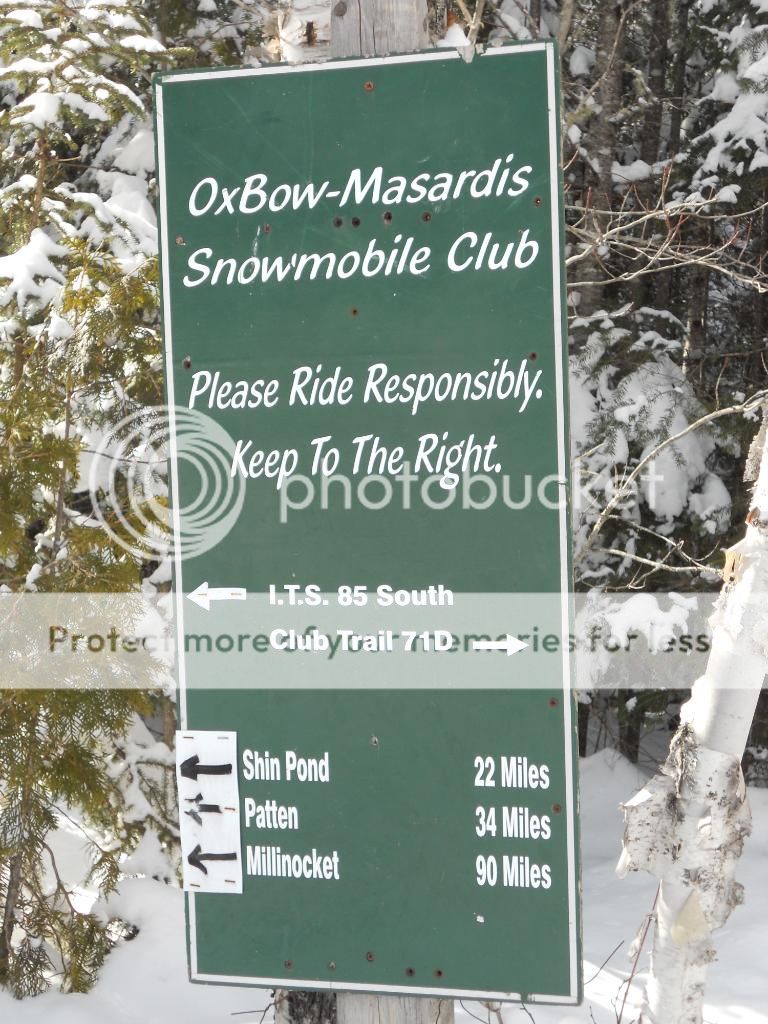 OxBow-Masardis
Snowmobile Club
Please Ride Responsibly.
Keep To The Right.
photobucket
I.T.S. 85 South
Protect more of your memories for less
Club Trail 71D
Shin Pond 22 Miles
Patten 34 Miles
Millinocket 90 Miles